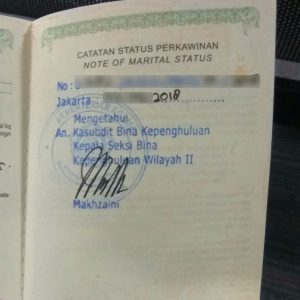 CATATAN STATUS PERKAWINAN
NOTE OF MARITAL STATUS
No :
Jakarta 2018
Mengetahui
An. Kasubdit Bina Kepenghuluan
Kepala Seksi Bina
Kepenghuluan Wilayah II
Makhzaini